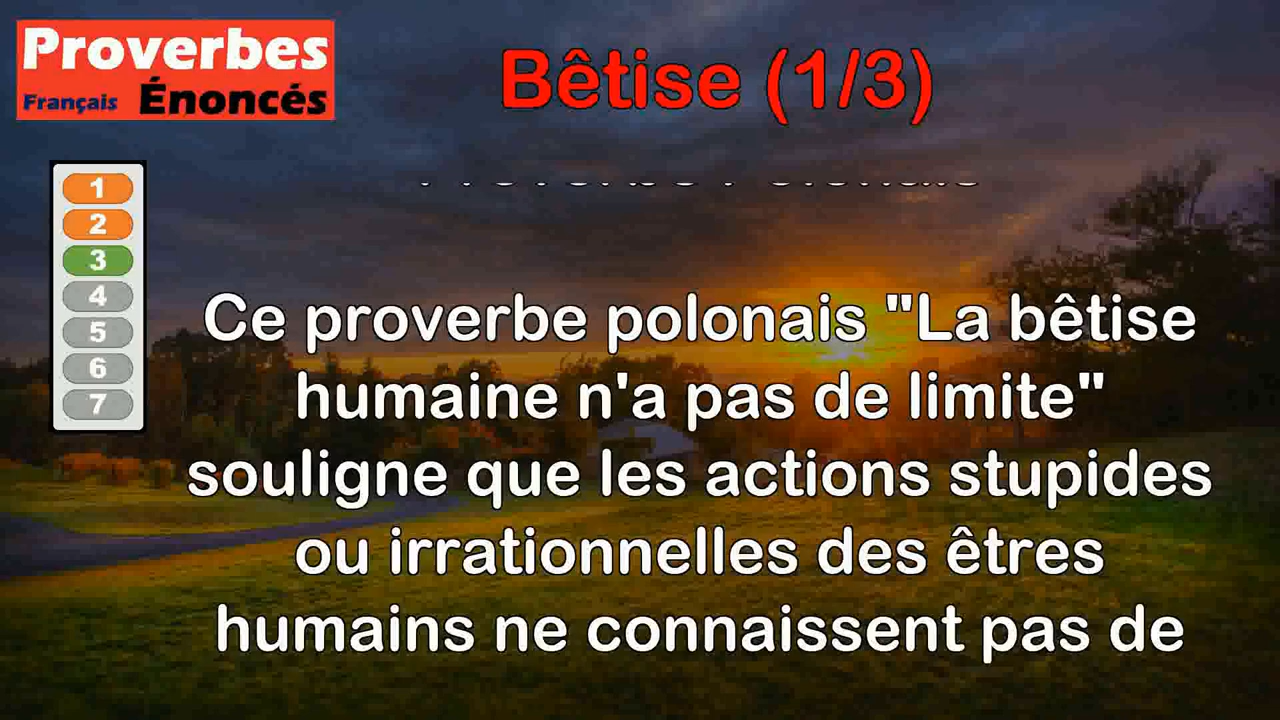 Proverbes
Français Énoncés
Bêtise (1/3)
1
2
3
4
5
6
7
Ce proverbe polonais "La bêtise
humaine n'a pas de limite"
souligne que les actions stupides
ou irrationnelles des êtres
humains ne connaissent pas de